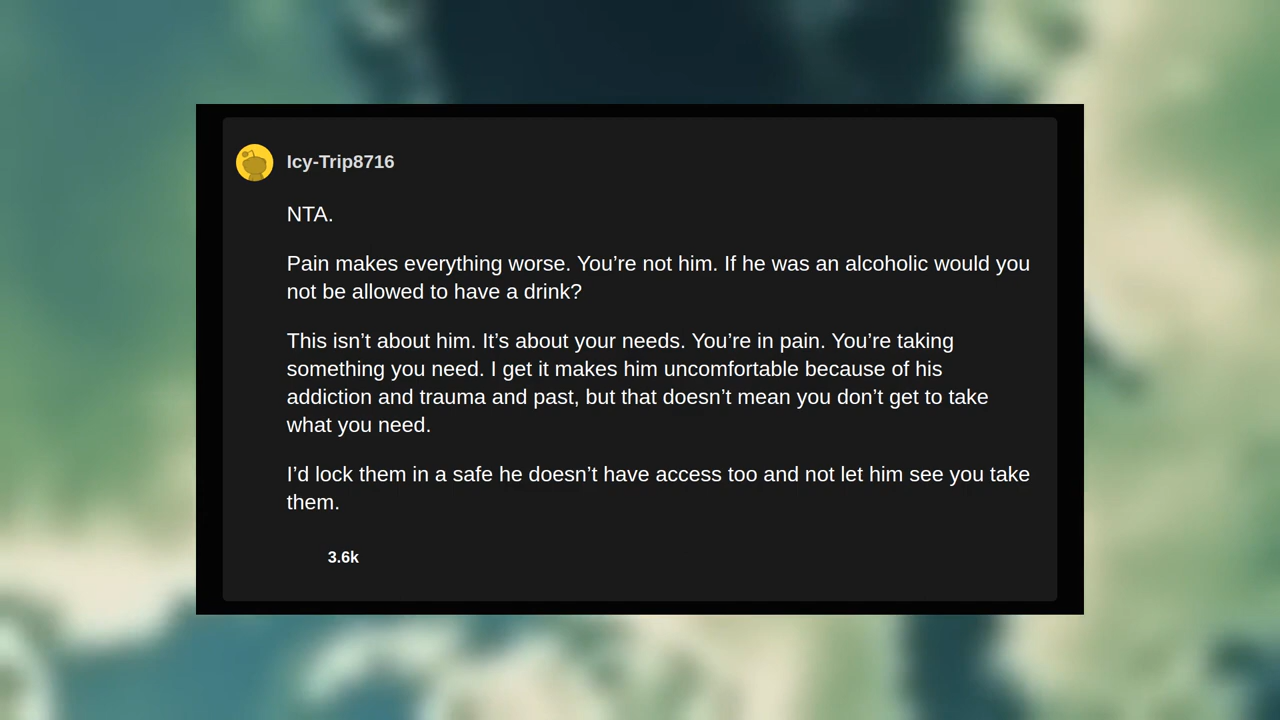 Icy-Trip8716
NTA.
Pain makes everything worse. You’re not him. If he was an alcoholic would you
not be allowed to have a drink?
This isn’t about him. It’s about your needs. You’re in pain. You’re taking
something you need. I get it makes him uncomfortable because of his
addiction and trauma and past, but that doesn’t mean you don’t get to take
what you need.
I’d lock them in a safe he doesn’t have access too and not let him see you take
them.
3.6k